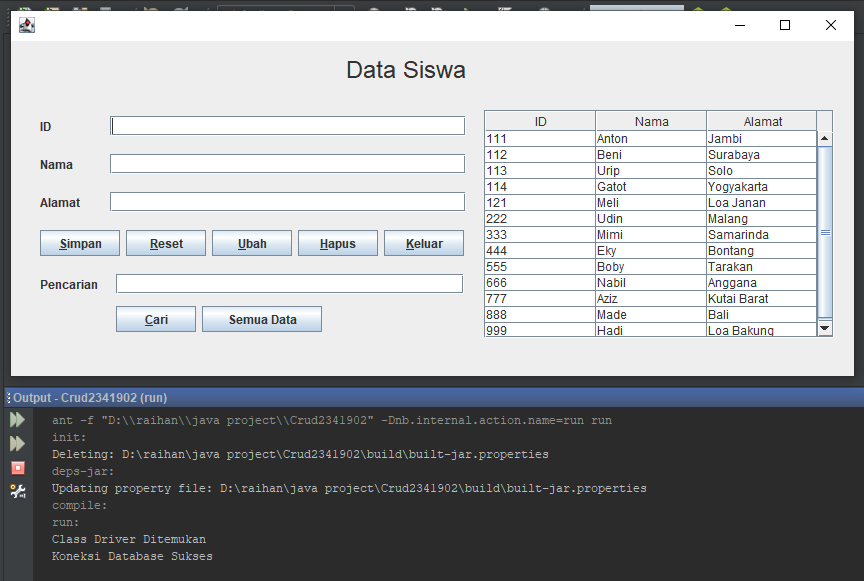 Data Siswa
ID
Nama
Alamat
Simpan Reset Ubah Hapus Keluar
Pencarian
Cari Semua Data
ID Nama Alamat
111 Anton Jambi
112 Beni Surabaya
113 Urip Solo
114 Gatot Yogyakarta
121 Meli Loa Janan
222 Udin Malang
333 Mimi Samarinda
444 Eky Bontang
555 Boby Tarakan
666 Nabil Anggana
777 Aziz Kutai Barat
888 Made Bali
999 Hadi Loa Bakung
Output - Crud2341902 (run)
ant -f "D:\\raihan\\java project\\Crud2341902" -Dnb.internal.action.name=run run
init:
Deleting: D:\raihan\java project\Crud2341902\build\built-jar.properties
deps-jar:
Updating property file: D:\raihan\java project\Crud2341902\build\built-jar.properties
compile:
run:
Class Driver Ditemukan
Koneksi Database Sukses